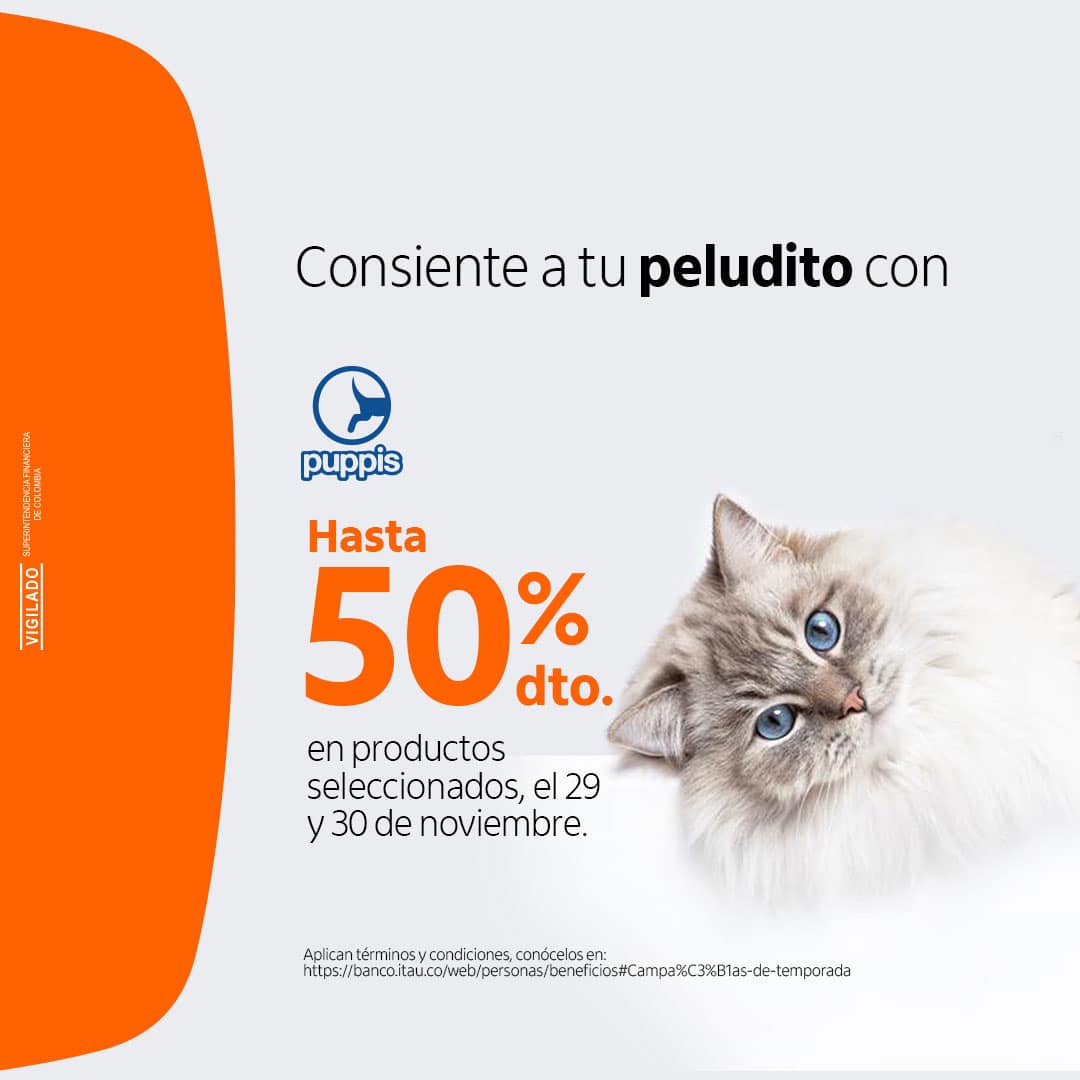 Consiente a tu peludito con
puppis
Hasta
50%
dto.
en productos
seleccionados, el 29
y 30 de noviembre.
Aplican términos y condiciones, conócelos en:
https://banco.itau.co/web/personas/beneficios#Campa%C3%B1as-de-temporada
VIGILADO
SUPERINTENDENCIA FINANCIERA
DE COLOMBIA